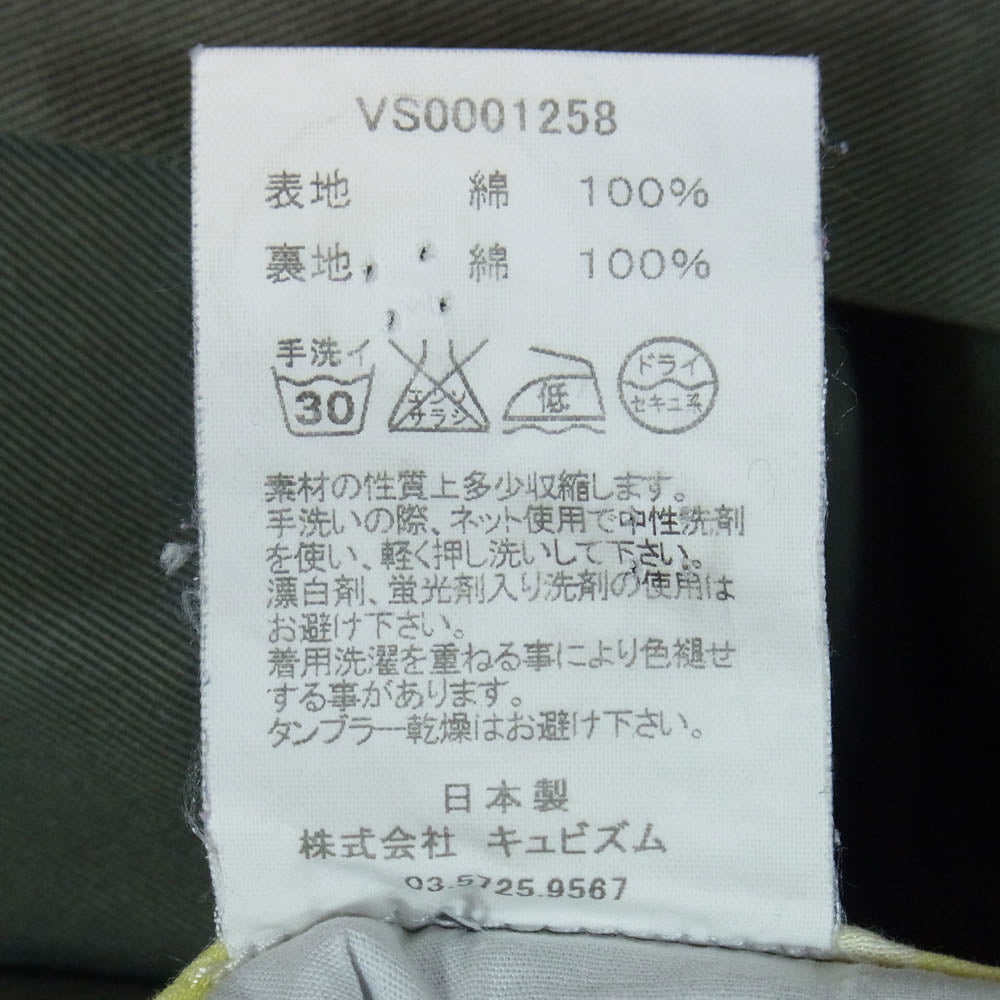 VS0001258
表地 綿 100%
裏地 綿 100%
手洗イ
30
エンソ
サラシ
低
ドライ
セキユ系
素材の性質上多少収縮します。
手洗いの際、ネット使用で中性洗剤
を使い、軽く押し洗いして下さい。
漂白剤、蛍光剤入り洗剤の使用は
お避け下さい。
着用洗濯を重ねる事により色褪せ
する事があります。
タンブラー乾燥はお避け下さい。
日本製
株式会社 キュビズム
03.5725.9567